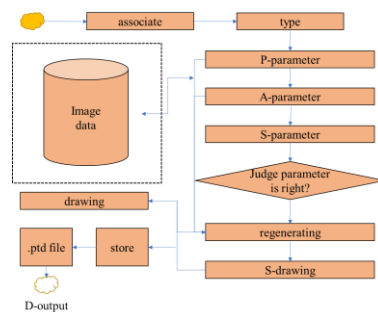 associate
type
P-parameter
Image
data
A-parameter
S-parameter
Judge parameter
is right?
drawing
regenerating
.ptd file
store
S-drawing
D-output